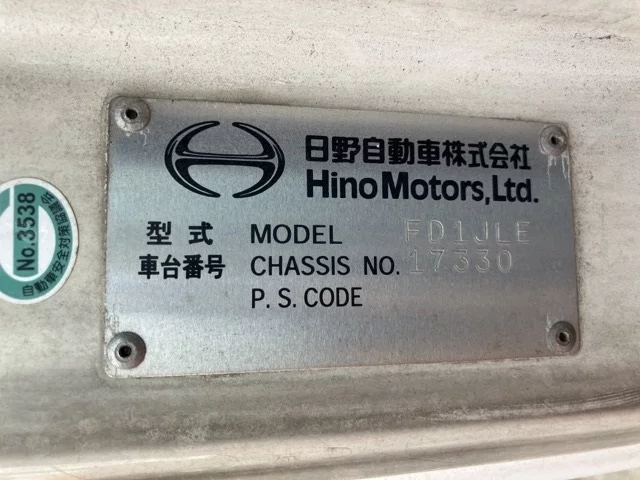 日野自動車株式会社
Hino Motors, Ltd.
型式 MODEL FD1JLE
車台番号 CHASSIS NO. 17330
P. S. CODE
No.3538